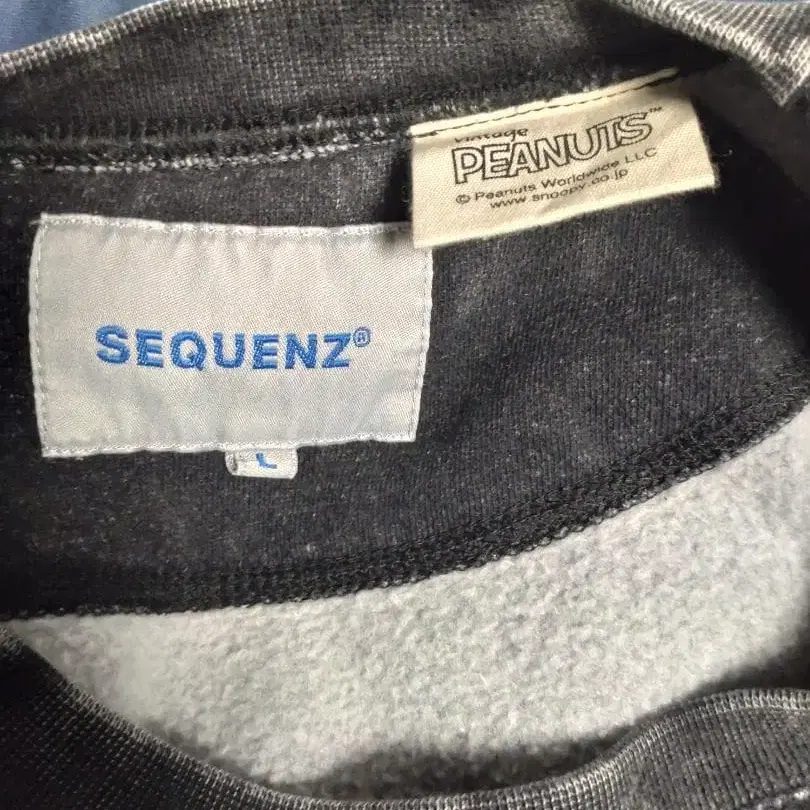 vintage
PEANUTS™
© Peanuts Worldwide LLC
www.snoopy.co.jp
SEQUENZ®
L